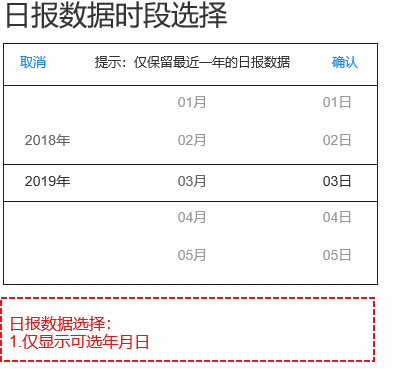 日报数据时段选择
取消 提示：仅保留最近一年的日报数据 确认
01月 01日
2018年 02月 02日
2019年 03月 03日
04月 04日
05月 05日
日报数据选择：
1.仅显示可选年月日